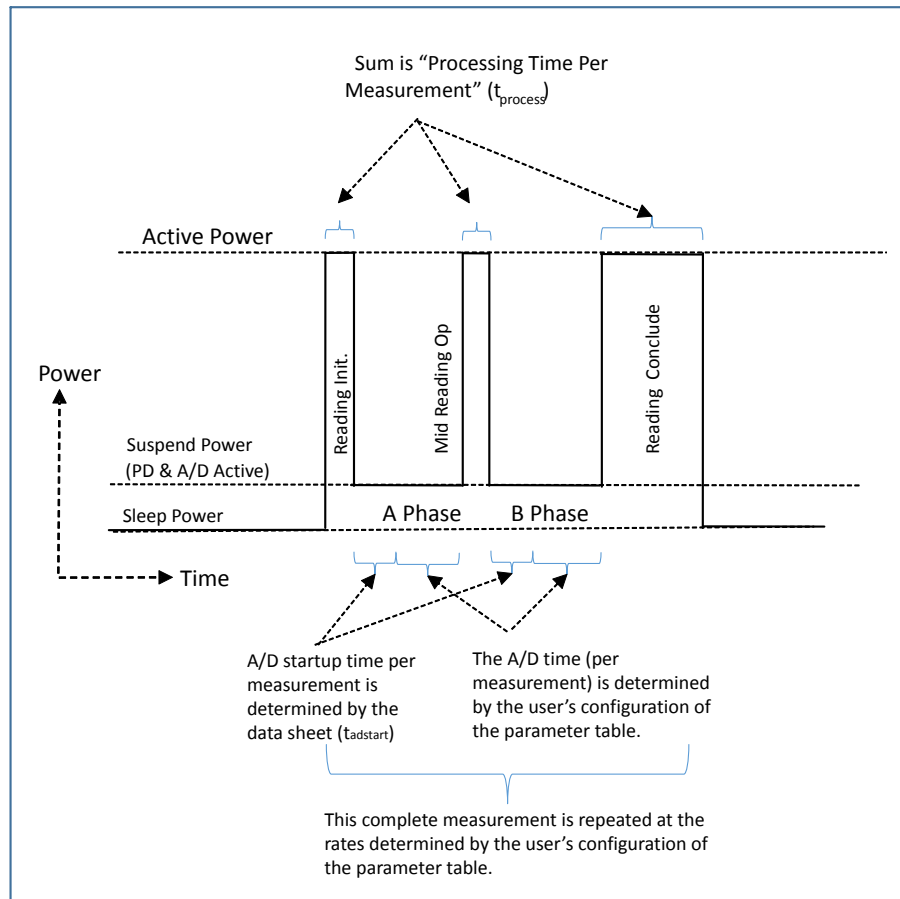 Sum is “Processing Time Per
Measurement” (tprocess)
Active Power
Reading Init.
Mid Reading Op
Reading Conclude
Power
Suspend Power
(PD & A/D Active)
Sleep Power
A Phase
B Phase
Time
A/D startup time per
measurement is
determined by the
data sheet (tadstart)
The A/D time (per
measurement) is determined
by the user’s configuration of
the parameter table.
This complete measurement is repeated at the
rates determined by the user’s configuration of
the parameter table.